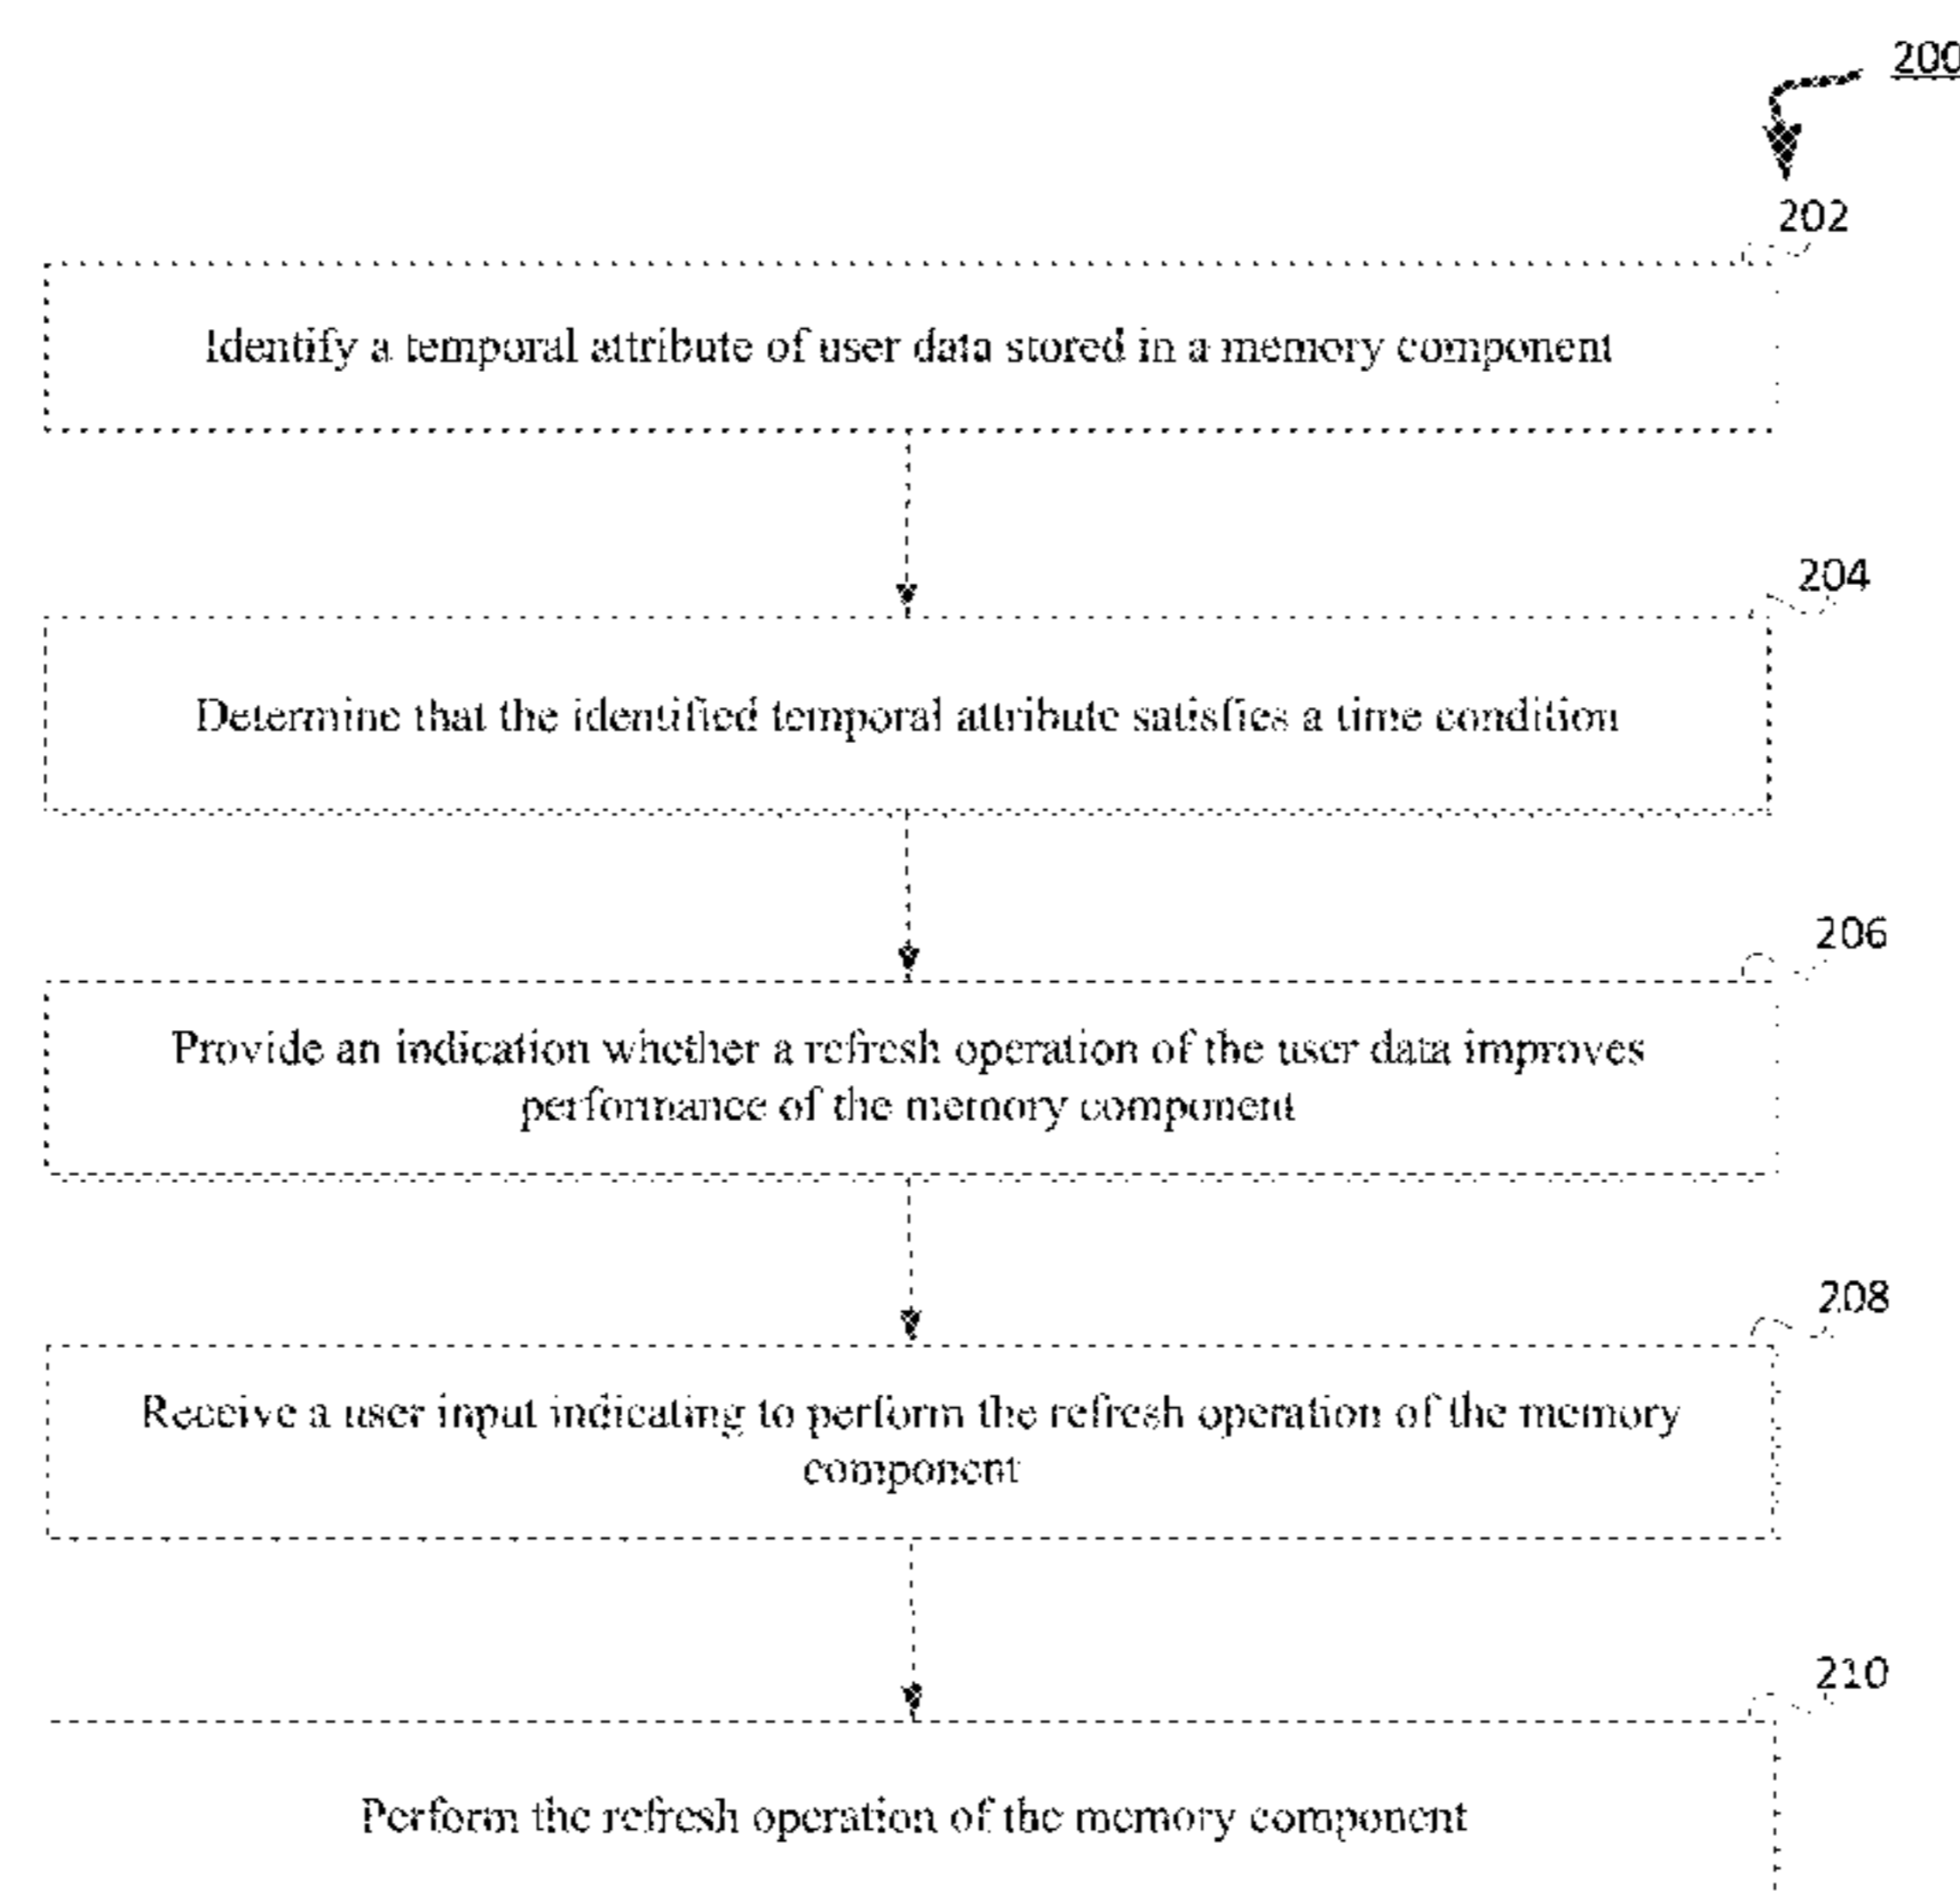 200
202
Identify a temporal attribute of user data stored in a memory component
204
Determine that the identified temporal attribute satisfies a time condition
206
Provide an indication whether a refresh operation of the user data improves
performance of the memory component
208
Receive a user input indicating to perform the refresh operation of the memory
component
210
Perform the refresh operation of the memory component